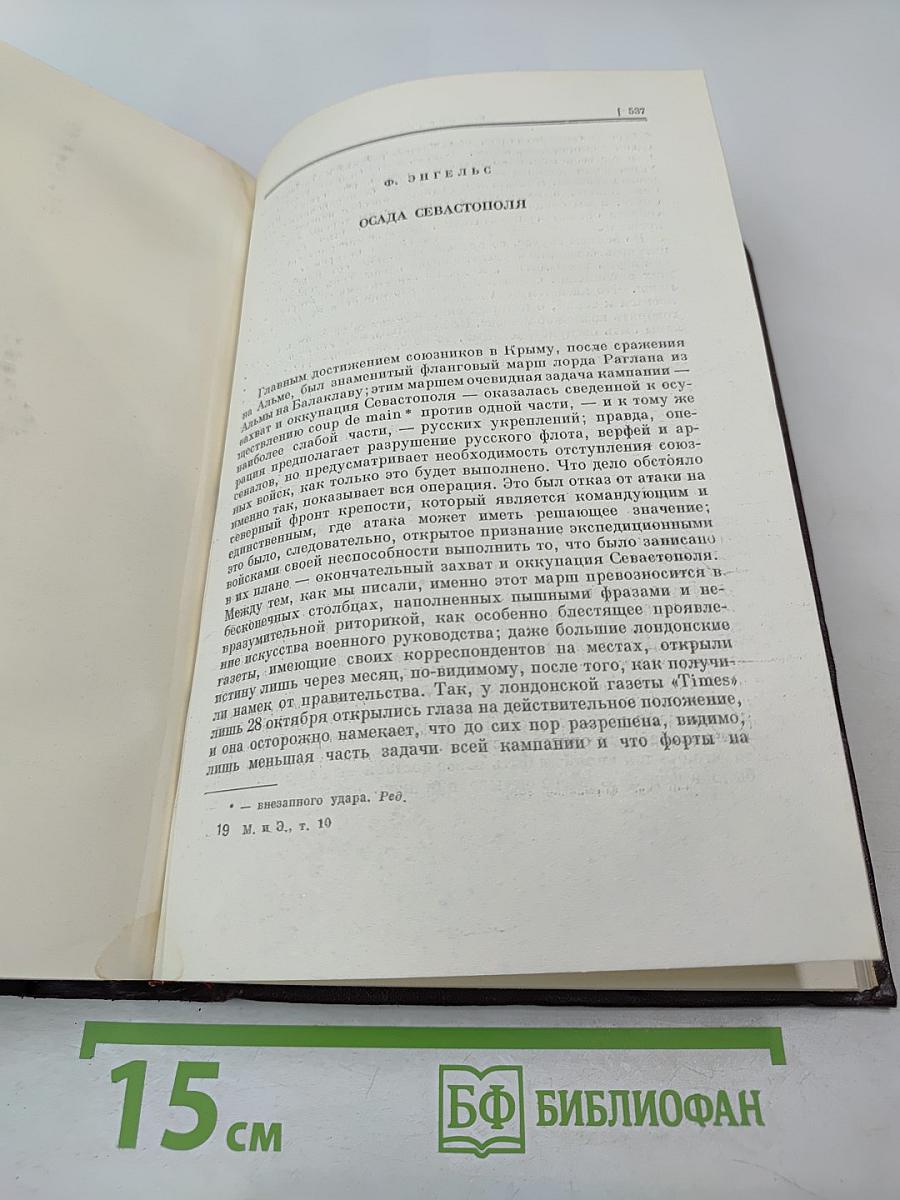 [ 537
Ф. ЭНГЕЛЬС
ОСАДА СЕВАСТОПОЛЯ
Главным достижением союзников в Крыму, после сражения
на Альме, был знаменитый фланговый марш лорда Раглана из
Альмы на Балаклаву; этим маршем очевидная задача кампании —
захват и оккупация Севастополя — оказалась сведенной к осу-
ществлению coup de main * против одной части, — и к тому же
наиболее слабой части, — русских укреплений; правда, опе-
рация предполагает разрушение русского флота, верфей и ар-
сеналов, но предусматривает необходимость отступления союз-
ных войск, как только это будет выполнено. Что дело обстояло
именно так, показывает вся операция. Это был отказ от атаки на
северный фронт крепости, который является командующим и
единственным, где атака может иметь решающее значение;
это было, следовательно, открытое признание экспедиционными
войсками своей неспособности выполнить то, что было записано
в их плане — окончательный захват и оккупация Севастополя.
Между тем, как мы писали, именно этот марш превозносится в
бесконечных столбцах, наполненных пышными фразами и не-
вразумительной риторикой, как особенно блестящее проявле-
ние искусства военного руководства; даже большие лондонские
газеты, имеющие своих корреспондентов на местах, открыли
истину лишь через месяц, по-видимому, после того, как получи-
ли намек от правительства. Так, у лондонской газеты «Times»
лишь 28 октября открылись глаза на действительное положение,
и она осторожно намекает, что до сих пор разрешена, видимо,
лишь меньшая часть задачи всей кампании и что форты на
* — внезапного удара. Ред.
19 М. и Э., т. 10
15 см
БФ БИБЛИОФАН